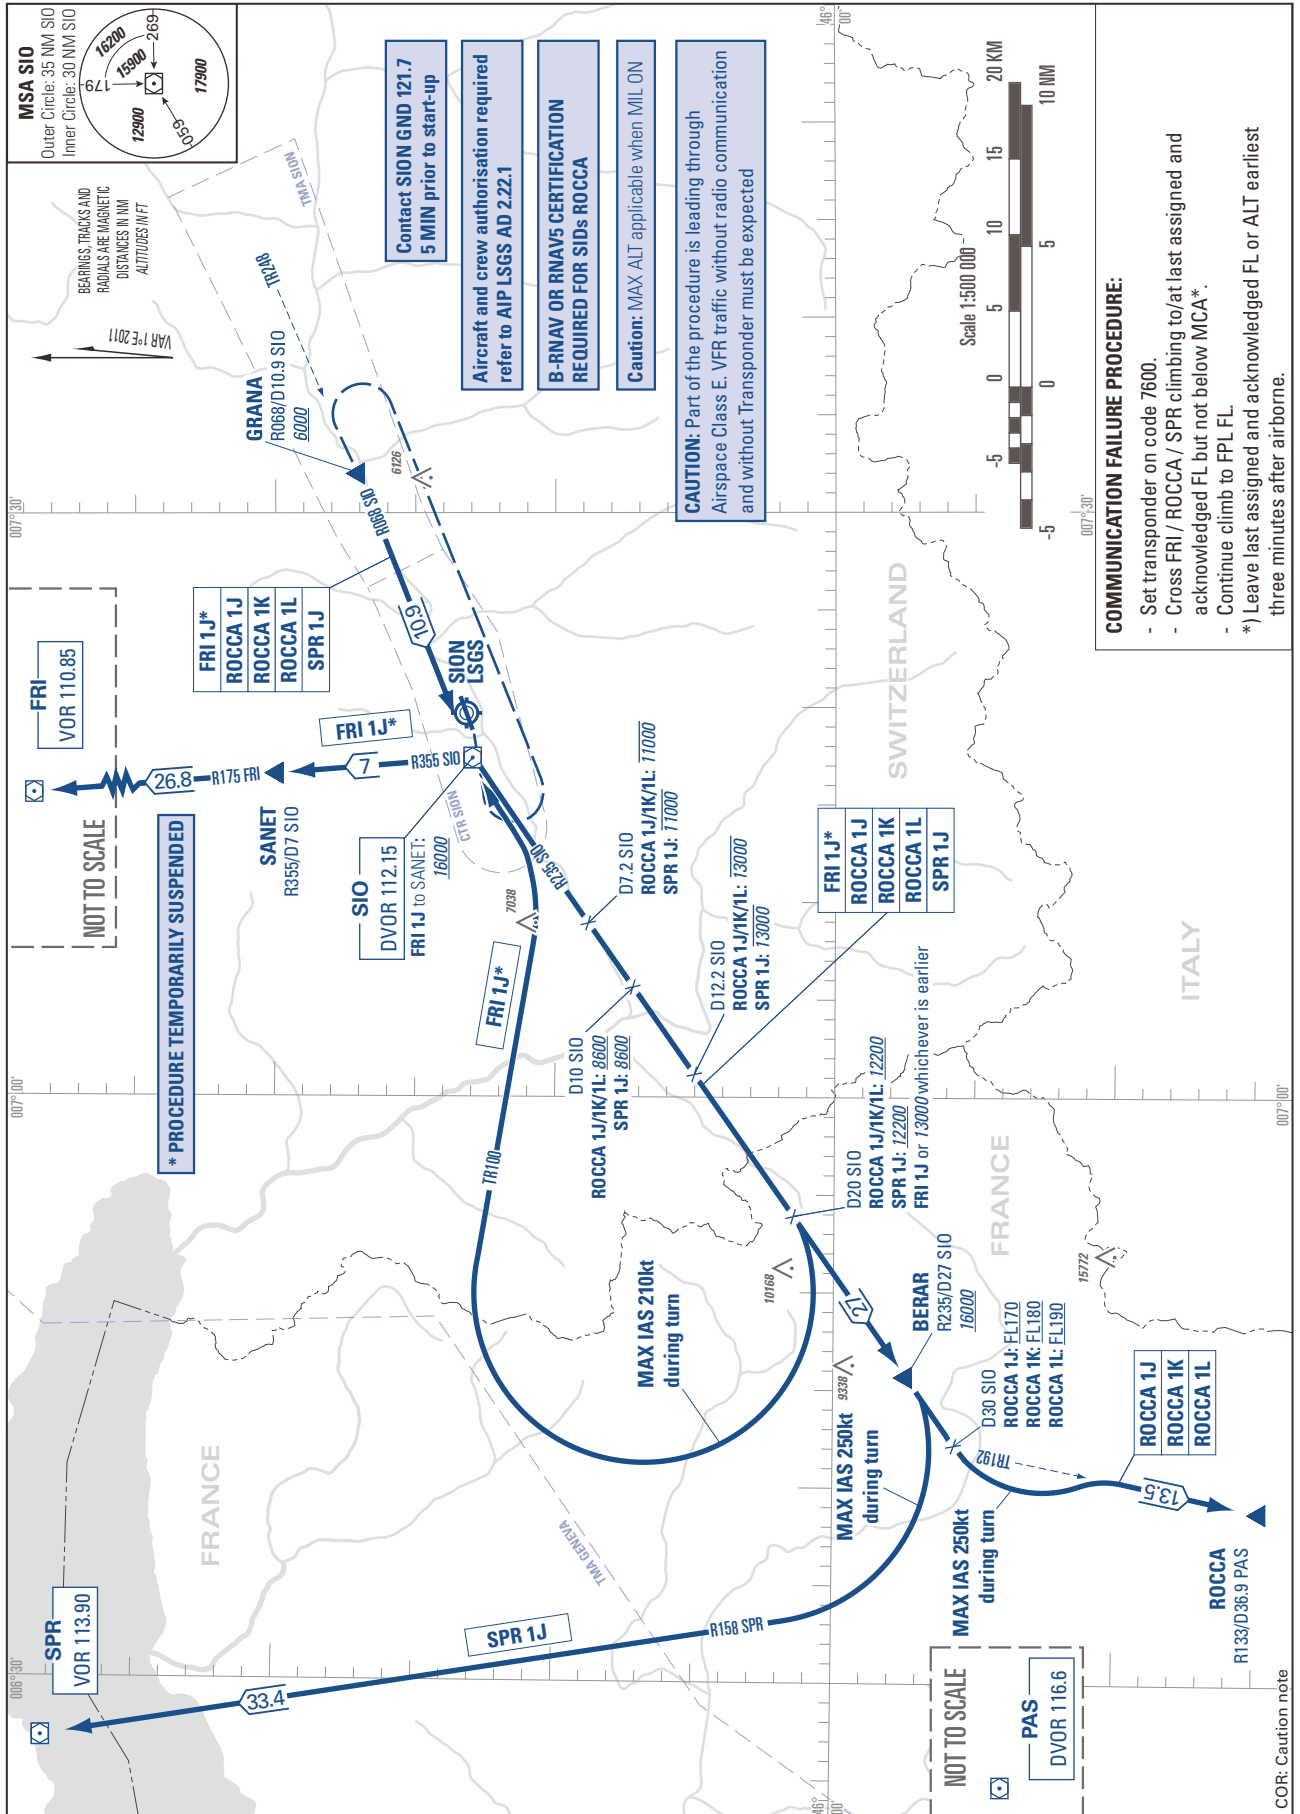 MSA SIO
Outer Circle: 35 NM SIO
Inner Circle: 30 NM SIO
16200
15900
179
269
12900
059
17900
BEARINGS, TRACKS AND
RADIALS ARE MAGNETIC
DISTANCES IN NM
ALTITUDES IN FT
VAR 1°E 2011
TMA SION
TR248
Contact SION GND 121.7
5 MIN prior to start-up
Aircraft and crew authorisation required
refer to AIP LSGS AD 2.22.1
B-RNAV OR RNAV5 CERTIFICATION
REQUIRED FOR SIDs ROCCA
Caution: MAX ALT applicable when MIL ON
CAUTION: Part of the procedure is leading through
Airspace Class E. VFR traffic without radio communication
and without Transponder must be expected
46°
00'
Scale 1:500 000
-5
0
5
10
15
20 KM
-5
0
5
10 NM
007°30'
007°30'
COMMUNICATION FAILURE PROCEDURE:
- Set transponder on code 7600.
- Cross FRI / ROCCA / SPR climbing to/at last assigned and
acknowledged FL but not below MCA*.
- Continue climb to FPL FL.
*) Leave last assigned and acknowledged FL or ALT earliest
three minutes after airborne.
GRANA
R068/D10.9 SIO
6000
6126
R068 SIO
10.9
FRI 1J*
ROCCA 1J
ROCCA 1K
ROCCA 1L
SPR 1J
SION
LSGS
FRI
VOR 110.85
NOT TO SCALE
26.8
R175 FRI
7
R355 SIO
FRI 1J*
SANET
R355/D7 SIO
* PROCEDURE TEMPORARILY SUSPENDED
SIO
DVOR 112.15
FRI 1J to SANET:
16000
CTR SION
R235 SIO
7038
FRI 1J*
D7.2 SIO
ROCCA 1J/1K/1L: 11000
SPR 1J: 11000
D10 SIO
ROCCA 1J/1K/1L: 8600
SPR 1J: 8600
D12.2 SIO
ROCCA 1J/1K/1L: 13000
SPR 1J: 13000
FRI 1J*
ROCCA 1J
ROCCA 1K
ROCCA 1L
SPR 1J
SWITZERLAND
ITALY
007°00'
007°00'
TR100
D20 SIO
ROCCA 1J/1K/1L: 12200
SPR 1J: 12200
FRI 1J or 13000 whichever is earlier
FRANCE
10168
15772
MAX IAS 210kt
during turn
27
BERAR
R235/D27 SIO
16000
9338
D30 SIO
ROCCA 1J: FL170
ROCCA 1K: FL180
ROCCA 1L: FL190
MAX IAS 250kt
during turn
TR192
ROCCA 1J
ROCCA 1K
ROCCA 1L
13.5
MAX IAS 250kt
during turn
ROCCA
R133/D36.9 PAS
FRANCE
TMA GENEVA
SPR
VOR 113.90
006°30'
33.4
SPR 1J
R158 SPR
NOT TO SCALE
PAS
DVOR 116.6
46°
00'
COR: Caution note